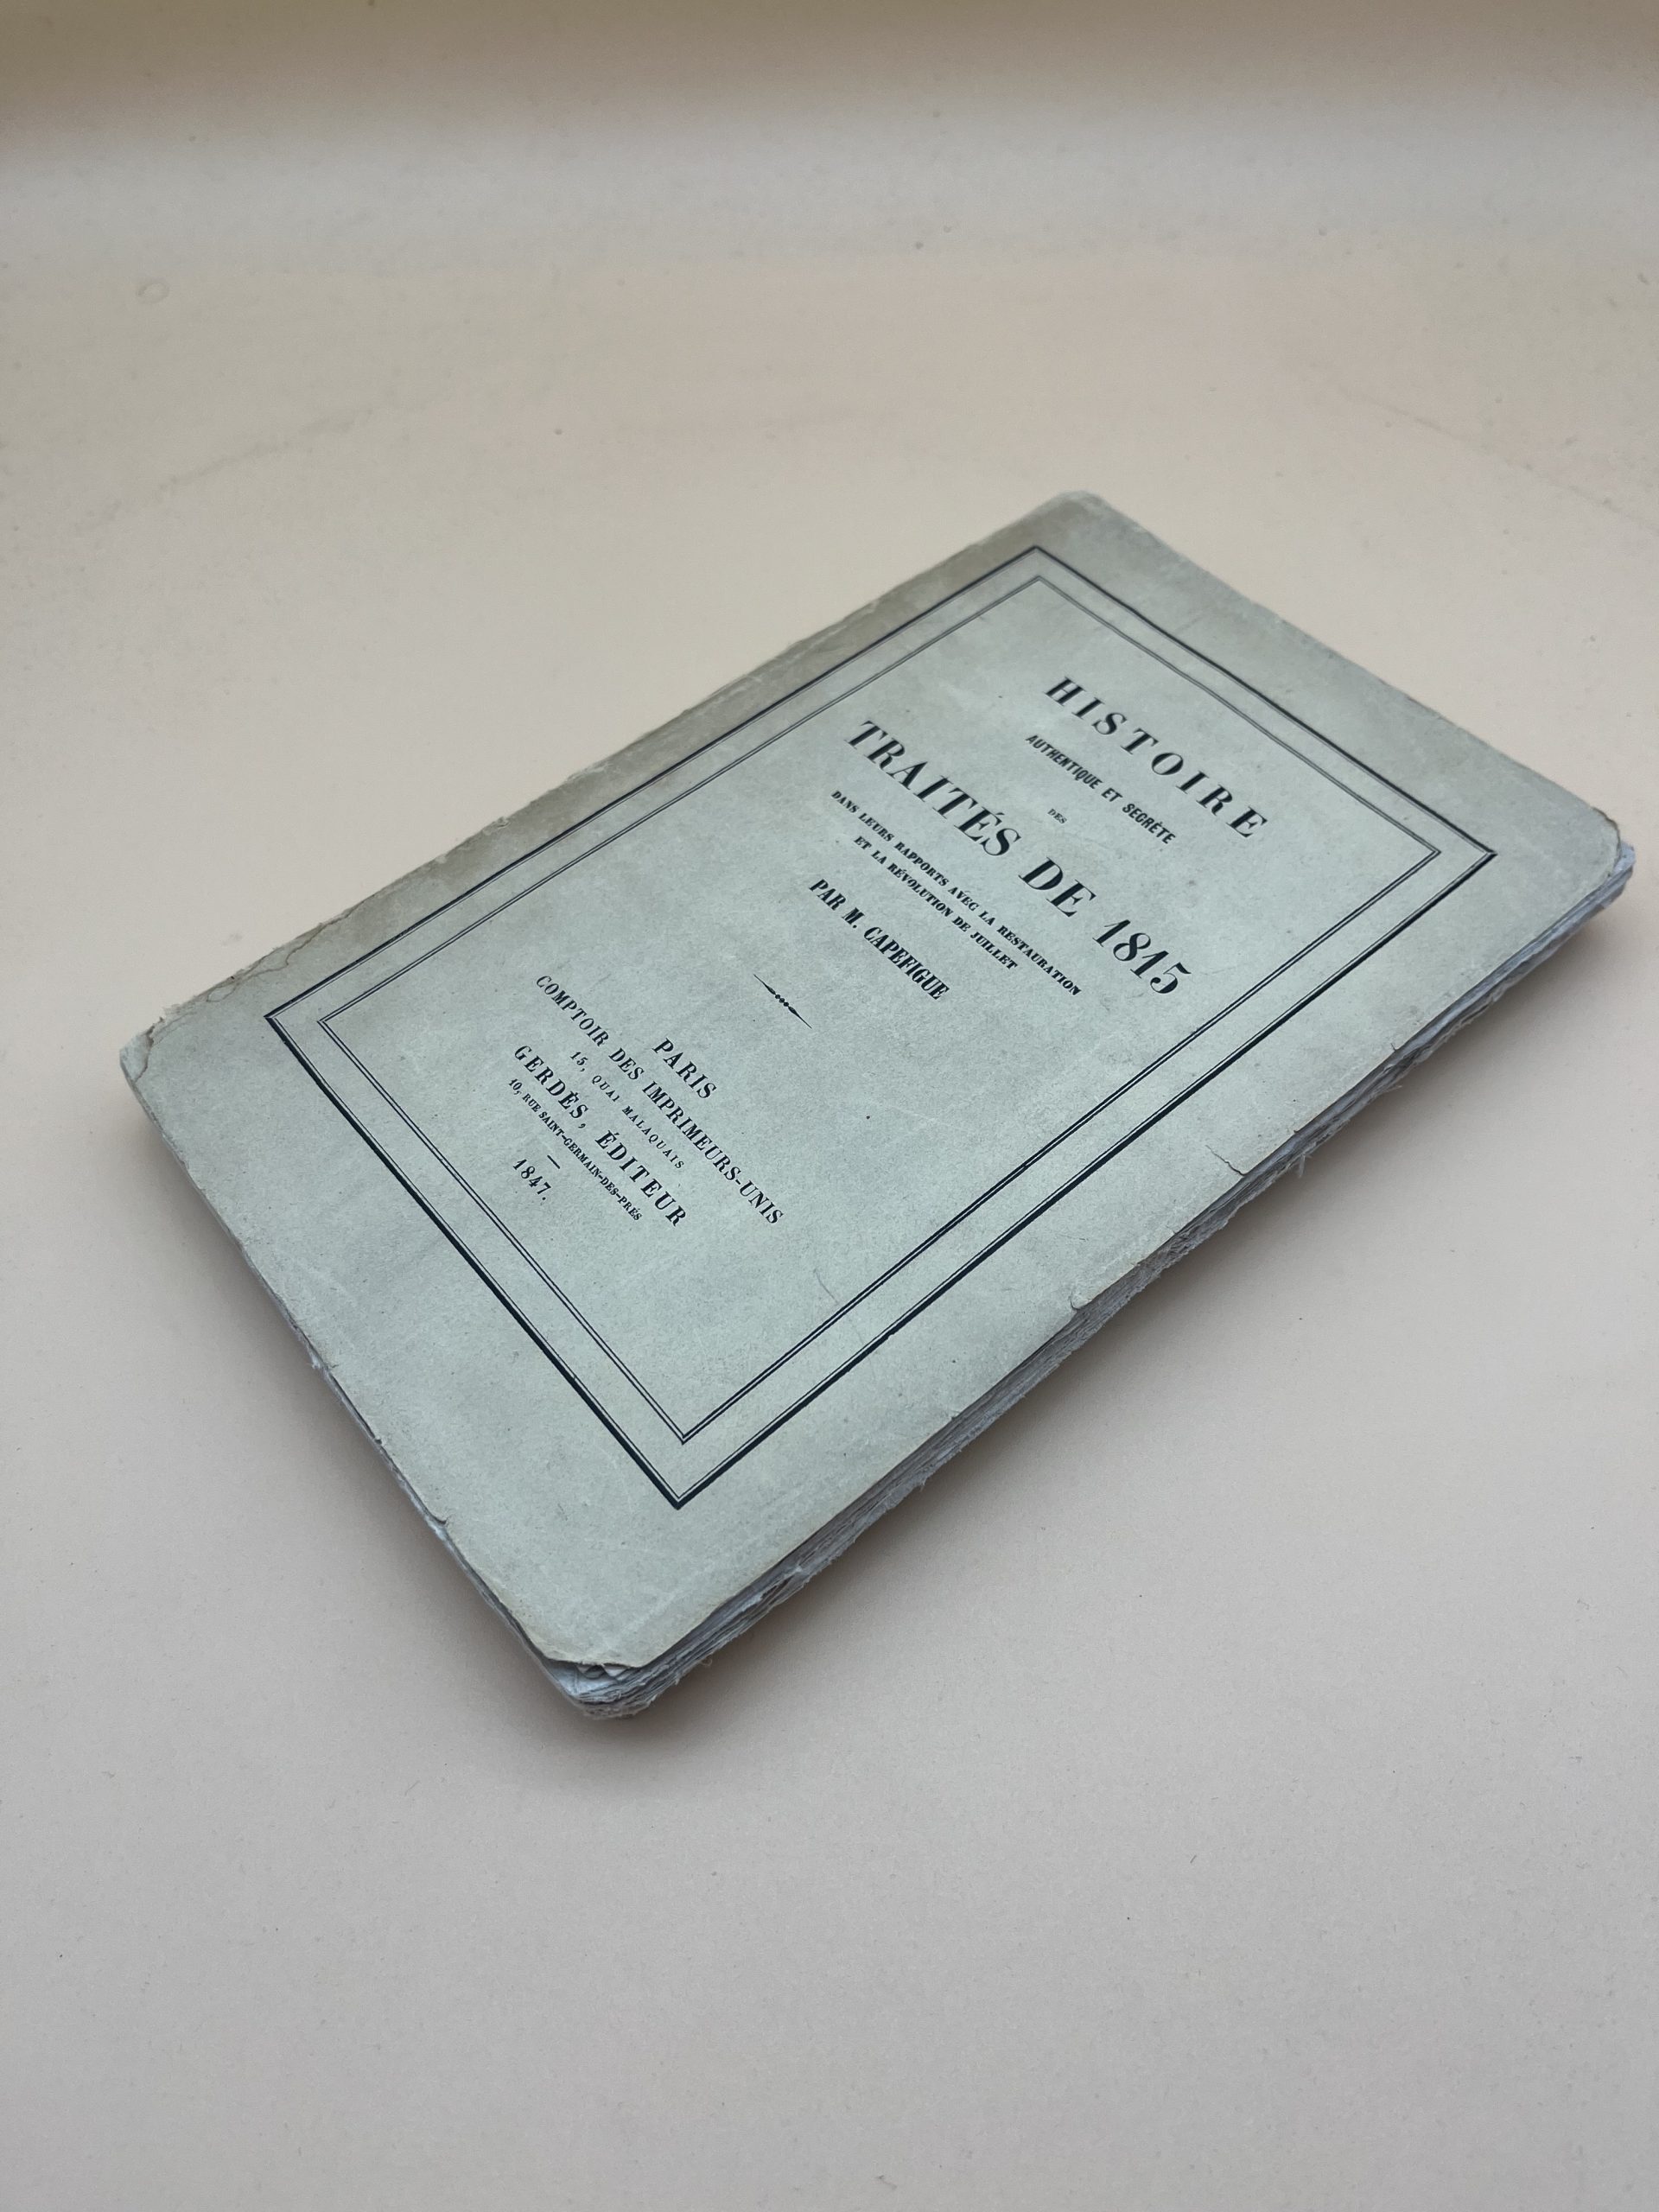 HISTOIRE
AUTHENTIQUE ET SECRÈTE
DES
TRAITÉS DE 1815
DANS LEURS RAPPORTS AVEC LA RESTAURATION
ET LA RÉVOLUTION DE JUILLET
PAR M. CAPEFIGUE
PARIS
COMPTOIR DES IMPRIMEURS-UNIS
15, QUAI MALAQUAIS
GERDÈS, ÉDITEUR
10, RUE SAINT-GERMAIN-DES-PRÉS
1847.